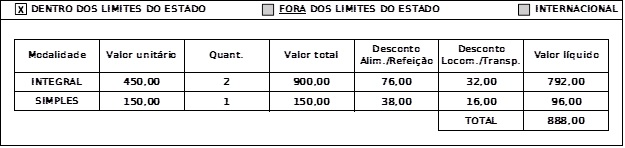 X DENTRO DOS LIMITES DO ESTADO FORA DOS LIMITES DO ESTADO INTERNACIONAL
Modalidade Valor unitário Quant. Valor total Desconto Alim./Refeição Desconto Locom./Transp. Valor líquido
INTEGRAL 450,00 2 900,00 76,00 32,00 792,00
SIMPLES 150,00 1 150,00 38,00 16,00 96,00
TOTAL 888,00